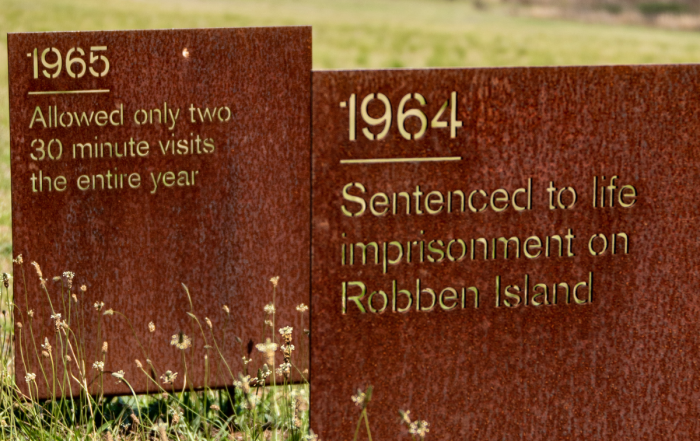 1965
Allowed only two
30 minute visits
the entire year
1964
Sentenced to life
imprisonment on
Robben Island